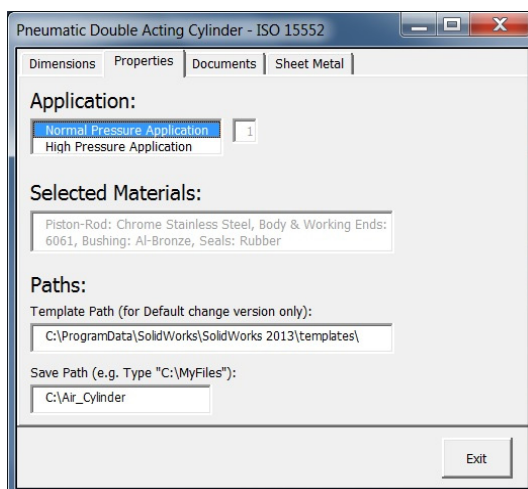 Pneumatic Double Acting Cylinder - ISO 15552
Dimensions Properties Documents Sheet Metal
Application:
Normal Pressure Application 1
High Pressure Application
Selected Materials:
Piston-Rod: Chrome Stainless Steel, Body & Working Ends:
6061, Bushing: Al-Bronze, Seals: Rubber
Paths:
Template Path (for Default change version only):
C:\ProgramData\SolidWorks\SolidWorks 2013\templates\
Save Path (e.g. Type "C:\MyFiles"):
C:\Air_Cylinder
Exit